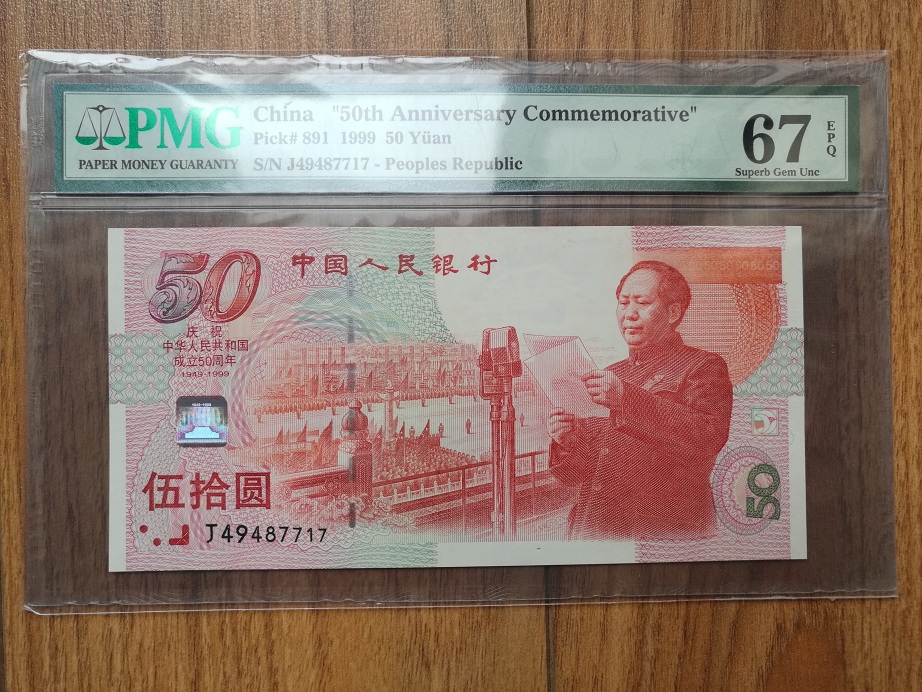 PMG
PAPER MONEY GUARANTY
China "50th Anniversary Commemorative"
Pick# 891 1999 50 Yüan
S/N J49487717 - Peoples Republic
67
EPQ
Superb Gem Unc
50
中国人民银行
庆祝
中华人民共和国
成立50周年
1949-1999
伍拾圆
J49487717
50